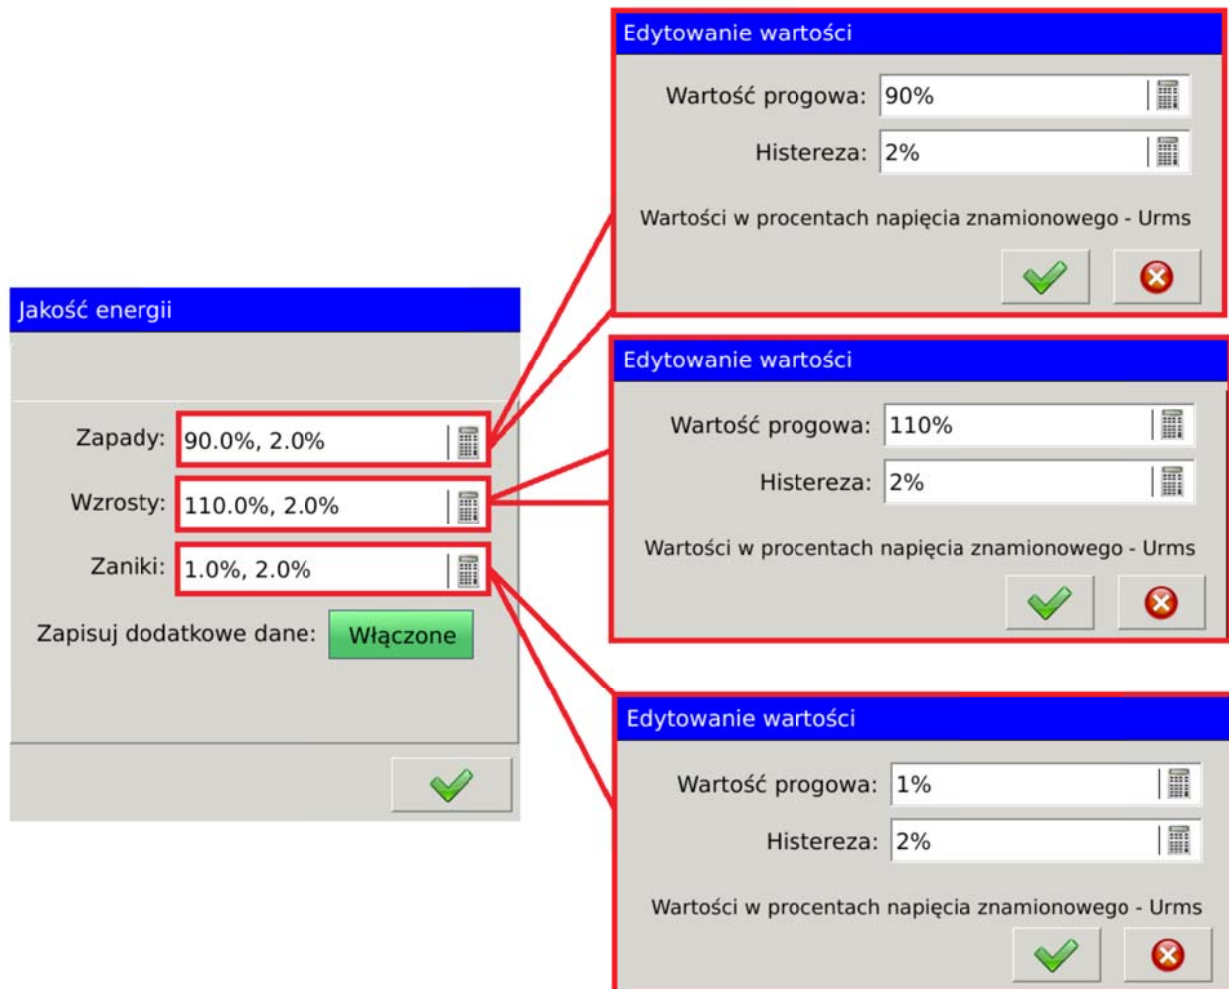 Edytowanie wartości
Wartość progowa: 90%
Histereza: 2%
Wartości w procentach napięcia znamionowego - Urms
Jakość energii
Zapady: 90.0%, 2.0%
Wzrosty: 110.0%, 2.0%
Zaniki: 1.0%, 2.0%
Zapisuj dodatkowe dane: Włączone
Edytowanie wartości
Wartość progowa: 110%
Histereza: 2%
Wartości w procentach napięcia znamionowego - Urms
Edytowanie wartości
Wartość progowa: 1%
Histereza: 2%
Wartości w procentach napięcia znamionowego - Urms